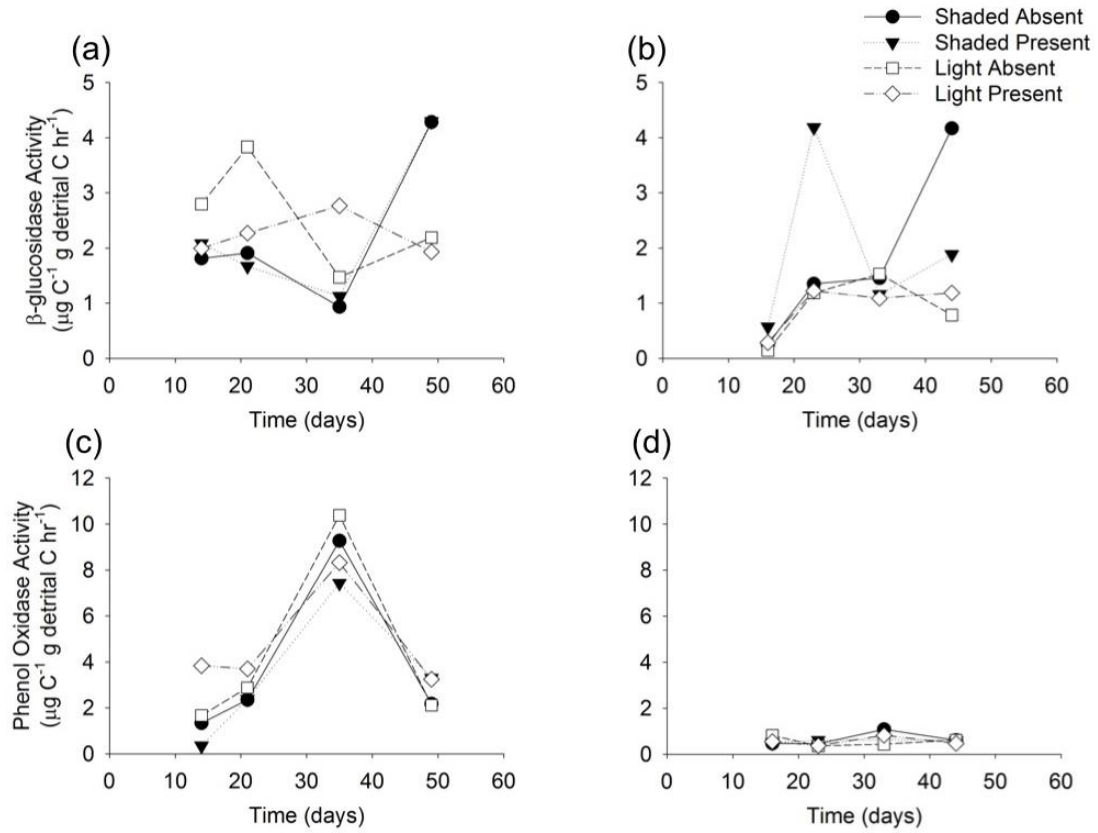 Shaded Absent
Shaded Present
Light Absent
Light Present
(a)
5
4
3
2
1
0
β-glucosidase Activity
(μg C⁻¹ g detrital C hr⁻¹)
0 10 20 30 40 50 60
Time (days)
(b)
5
4
3
2
1
0
0 10 20 30 40 50 60
Time (days)
(c)
12
10
8
6
4
2
0
Phenol Oxidase Activity
(μg C⁻¹ g detrital C hr⁻¹)
0 10 20 30 40 50 60
Time (days)
(d)
12
10
8
6
4
2
0
0 10 20 30 40 50 60
Time (days)